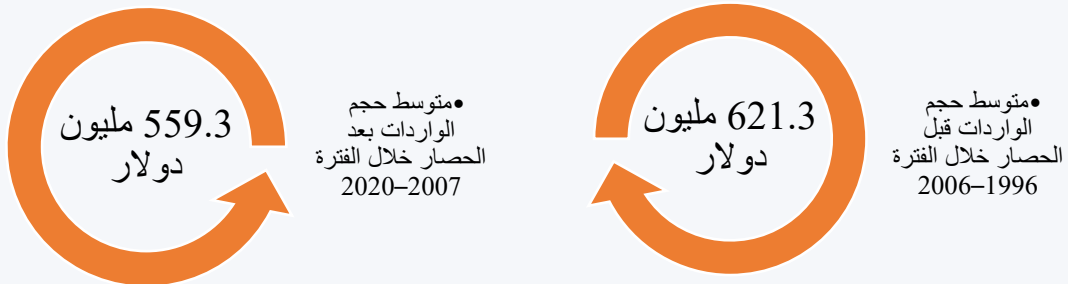 •متوسط حجم
الواردات قبل
الحصار خلال الفترة
1996–2006
621.3 مليون
دولار
•متوسط حجم
الواردات بعد
الحصار خلال الفترة
2007–2020
559.3 مليون
دولار